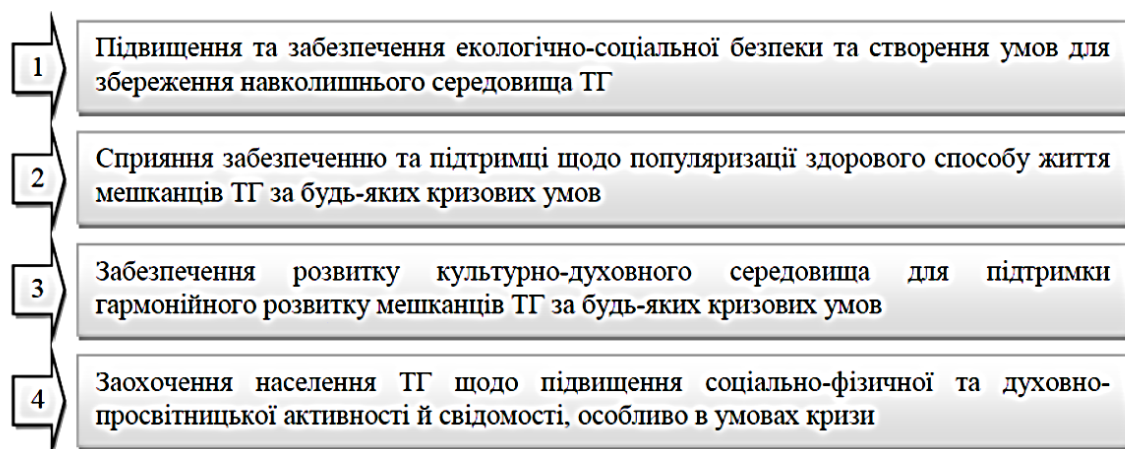 1
Підвищення та забезпечення екологічно-соціальної безпеки та створення умов для
збереження навколишнього середовища ТГ
2
Сприяння забезпеченню та підтримці щодо популяризації здорового способу життя
мешканців ТГ за будь-яких кризових умов
3
Забезпечення розвитку культурно-духовного середовища для підтримки
гармонійного розвитку мешканців ТГ за будь-яких кризових умов
4
Заохочення населення ТГ щодо підвищення соціально-фізичної та духовно-
просвітницької активності й свідомості, особливо в умовах кризи